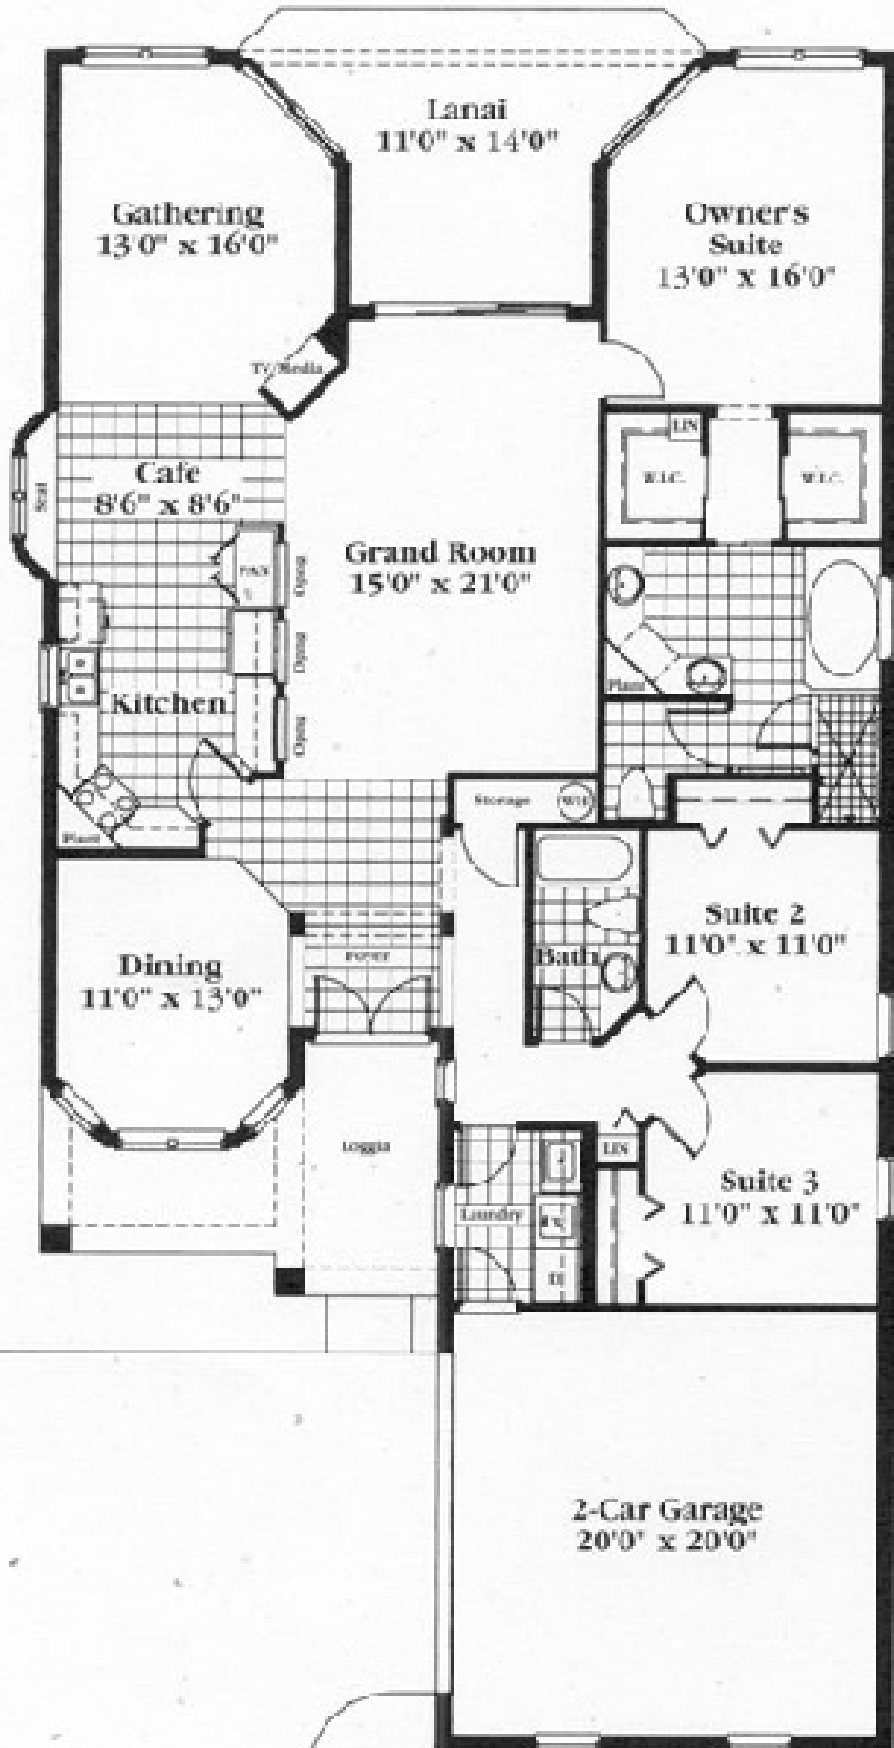 Lanai
11'0" x 14'0"
Gathering
13'0" x 16'0"
Owner's
Suite
13'0" x 16'0"
TV/Media
LIN
W.I.C.
W.I.C.
Cafe
8'6" x 8'6"
Seat
Grand Room
15'0" x 21'0"
Open
Open
Open
Kitchen
Plant
Plant
Storage
WH
Suite 2
11'0" x 11'0"
Bath
Dining
11'0" x 13'0"
FOYER
Loggia
LIN
Suite 3
11'0" x 11'0"
Laundry
2-Car Garage
20'0" x 20'0"